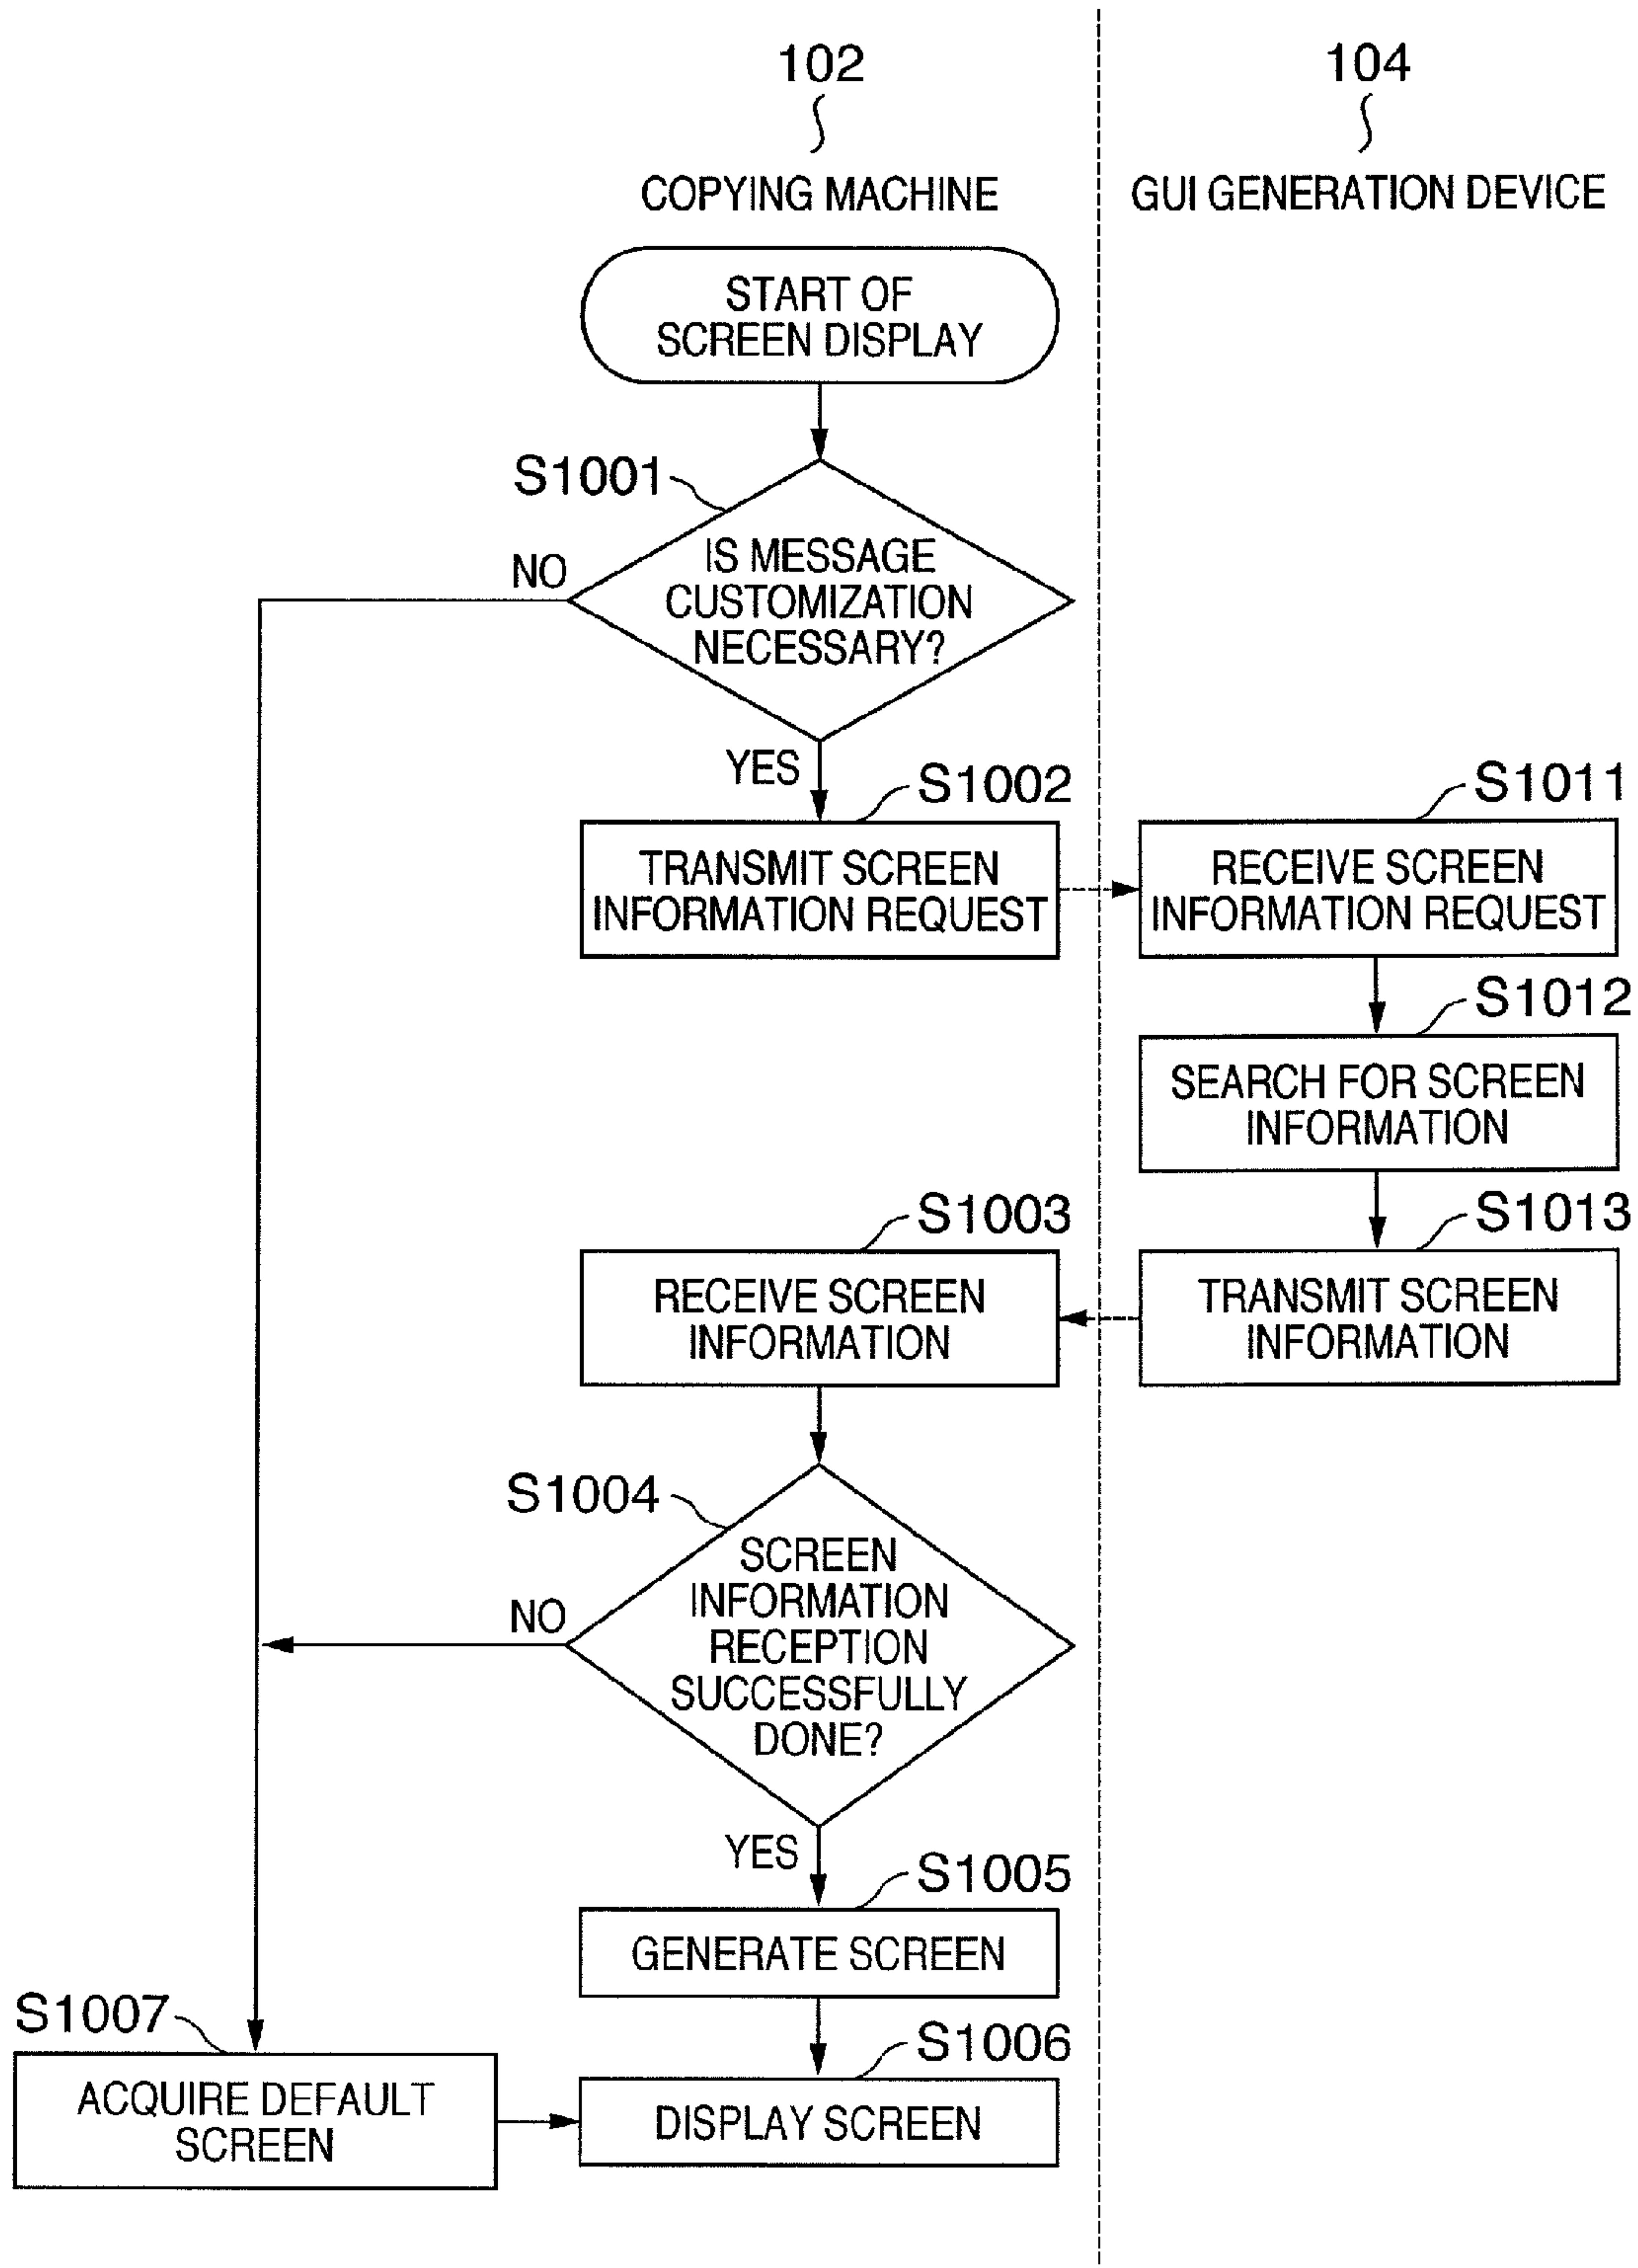 102
104
COPYING MACHINE
GUI GENERATION DEVICE
START OF
SCREEN DISPLAY
S1001
IS MESSAGE
CUSTOMIZATION
NECESSARY?
NO
YES
S1002
TRANSMIT SCREEN
INFORMATION REQUEST
S1011
RECEIVE SCREEN
INFORMATION REQUEST
S1012
SEARCH FOR SCREEN
INFORMATION
S1013
TRANSMIT SCREEN
INFORMATION
S1003
RECEIVE SCREEN
INFORMATION
S1004
SCREEN
INFORMATION
RECEPTION
SUCCESSFULLY
DONE?
NO
YES
S1005
GENERATE SCREEN
S1007
ACQUIRE DEFAULT
SCREEN
S1006
DISPLAY SCREEN